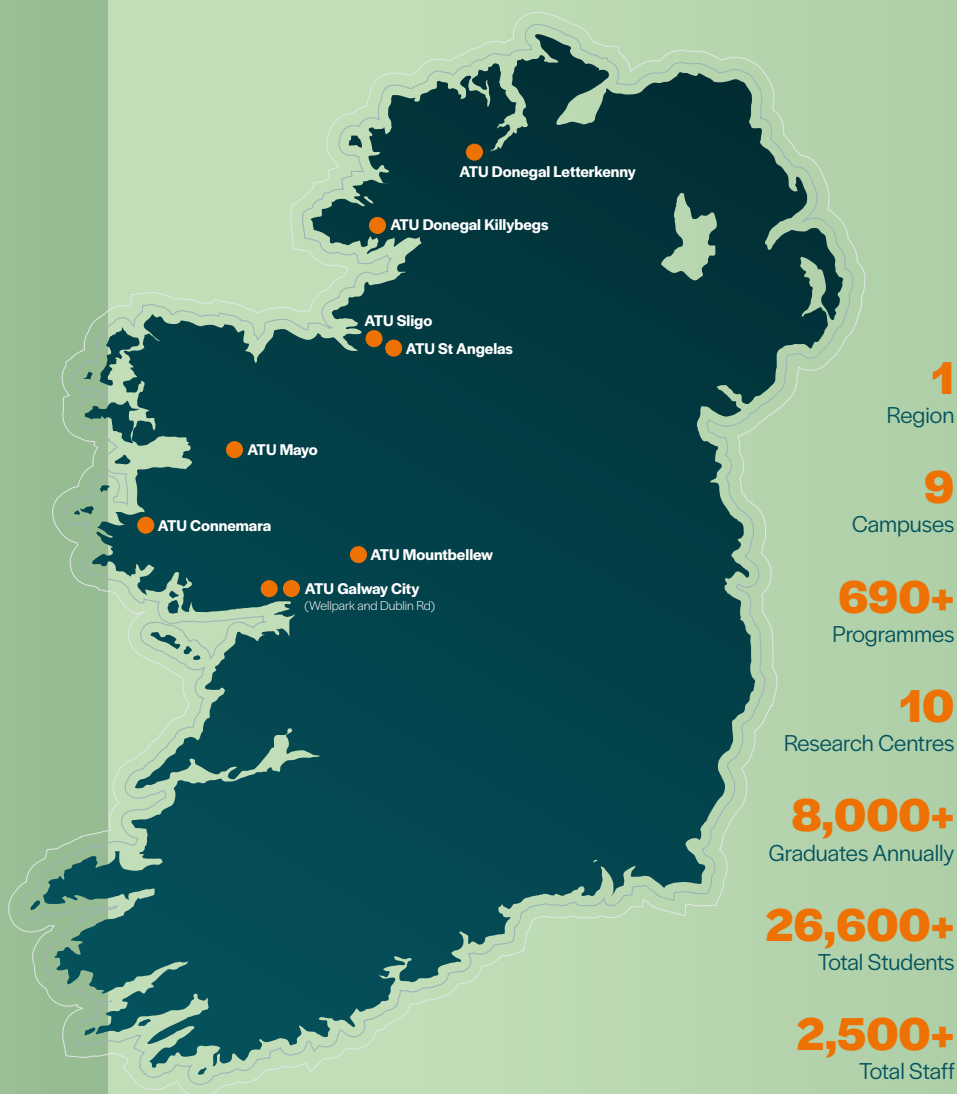 ATU Donegal Letterkenny
ATU Donegal Killybegs
ATU Sligo
ATU St Angelas
ATU Mayo
ATU Connemara
ATU Mountbellew
ATU Galway City
(Wellpark and Dublin Rd)
1
Region
9
Campuses
690+
Programmes
10
Research Centres
8,000+
Graduates Annually
26,600+
Total Students
2,500+
Total Staff